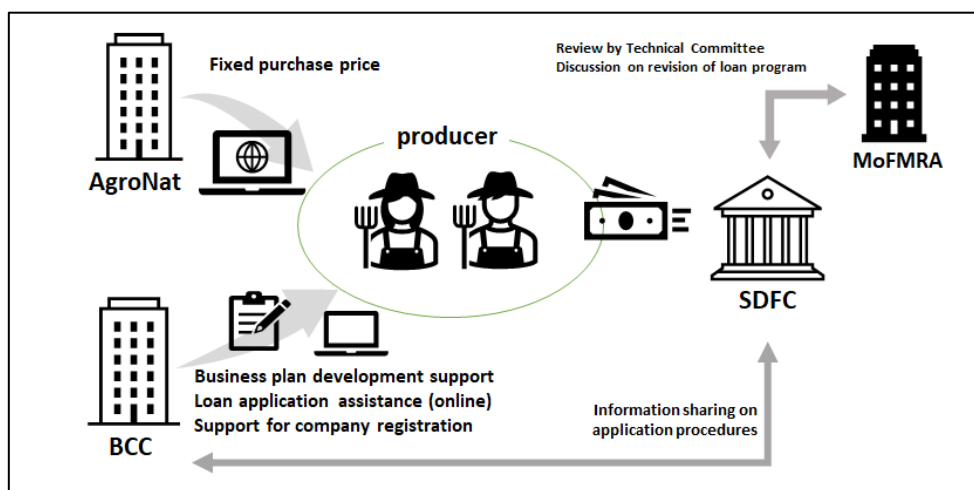 Fixed purchase price
AgroNat
producer
Review by Technical Committee
Discussion on revision of loan program
MoFMRA
SDFC
Business plan development support
Loan application assistance (online)
Support for company registration
BCC
Information sharing on
application procedures